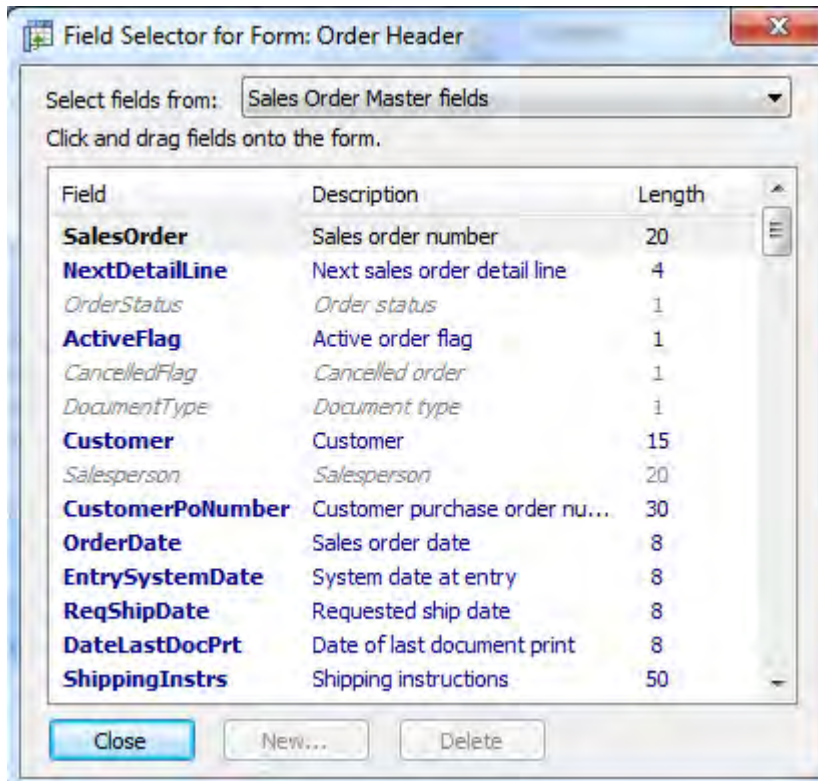 Field Selector for Form: Order Header
Select fields from: Sales Order Master fields
Click and drag fields onto the form.
Field Description Length
SalesOrder Sales order number 20
NextDetailLine Next sales order detail line 4
OrderStatus Order status 1
ActiveFlag Active order flag 1
CancelledFlag Cancelled order 1
DocumentType Document type 1
Customer Customer 15
Salesperson Salesperson 20
CustomerPoNumber Customer purchase order nu... 30
OrderDate Sales order date 8
EntrySystemDate System date at entry 8
ReqShipDate Requested ship date 8
DateLastDocPrt Date of last document print 8
ShippingInstrs Shipping instructions 50
Close New... Delete